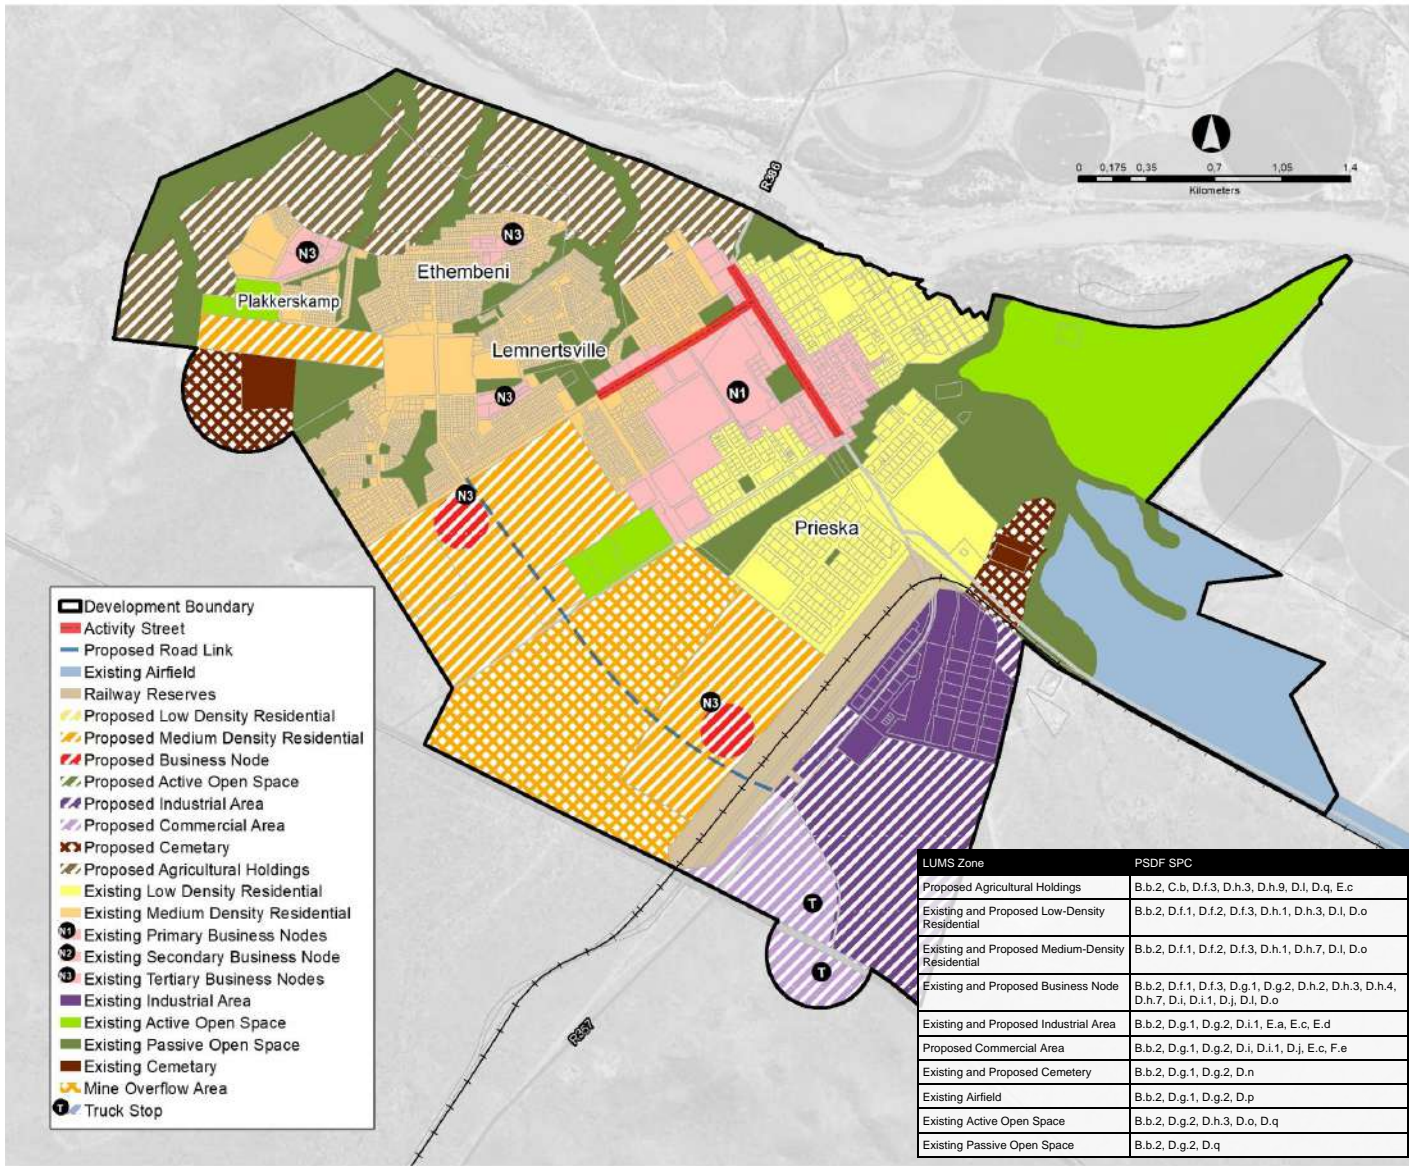 R386
0 0,175 0,35 0,7 1,05 1,4
Kilometers
N3
N3
Ethembeni
Plakkerskamp
Lemnertsville
N3
N1
N3
Prieska
N3
T
T
R357
Development Boundary
Activity Street
Proposed Road Link
Existing Airfield
Railway Reserves
Proposed Low Density Residential
Proposed Medium Density Residential
Proposed Business Node
Proposed Active Open Space
Proposed Industrial Area
Proposed Commercial Area
Proposed Cemetary
Proposed Agricultural Holdings
Existing Low Density Residential
Existing Medium Density Residential
N1 Existing Primary Business Nodes
N2 Existing Secondary Business Node
N3 Existing Tertiary Business Nodes
Existing Industrial Area
Existing Active Open Space
Existing Passive Open Space
Existing Cemetary
Mine Overflow Area
T Truck Stop
LUMS Zone PSDF SPC
Proposed Agricultural Holdings B.b.2, C.b, D.f.3, D.h.3, D.h.9, D.l, D.q, E.c
Existing and Proposed Low-Density B.b.2, D.f.1, D.f.2, D.f.3, D.h.1, D.h.3, D.l, D.o
Residential
Existing and Proposed Medium-Density B.b.2, D.f.1, D.f.2, D.f.3, D.h.1, D.h.7, D.l, D.o
Residential
Existing and Proposed Business Node B.b.2, D.f.1, D.f.3, D.g.1, D.g.2, D.h.2, D.h.3, D.h.4,
D.h.7, D.i, D.i.1, D.j, D.l, D.o
Existing and Proposed Industrial Area B.b.2, D.g.1, D.g.2, D.i.1, E.a, E.c, E.d
Proposed Commercial Area B.b.2, D.g.1, D.g.2, D.i, D.i.1, D.j, E.c, F.e
Existing and Proposed Cemetery B.b.2, D.g.1, D.g.2, D.n
Existing Airfield B.b.2, D.g.1, D.g.2, D.p
Existing Active Open Space B.b.2, D.g.2, D.h.3, D.o, D.q
Existing Passive Open Space B.b.2, D.g.2, D.q